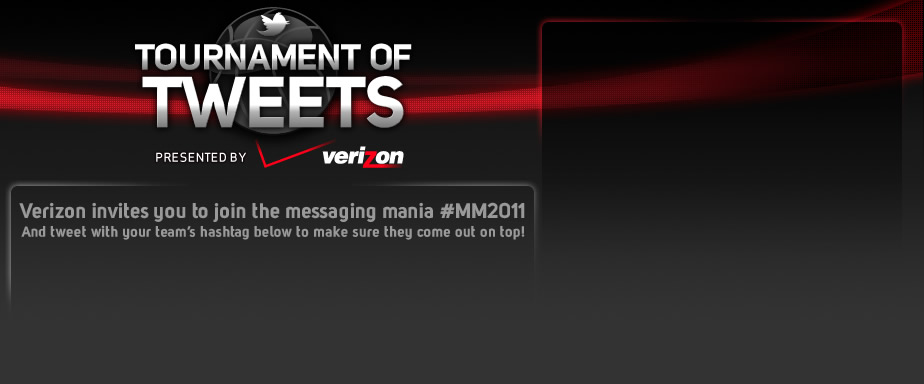 TOURNAMENT OF
TWEETS
PRESENTED BY verizon
Verizon invites you to join the messaging mania #MM2011
And tweet with your team's hashtag below to make sure they come out on top!